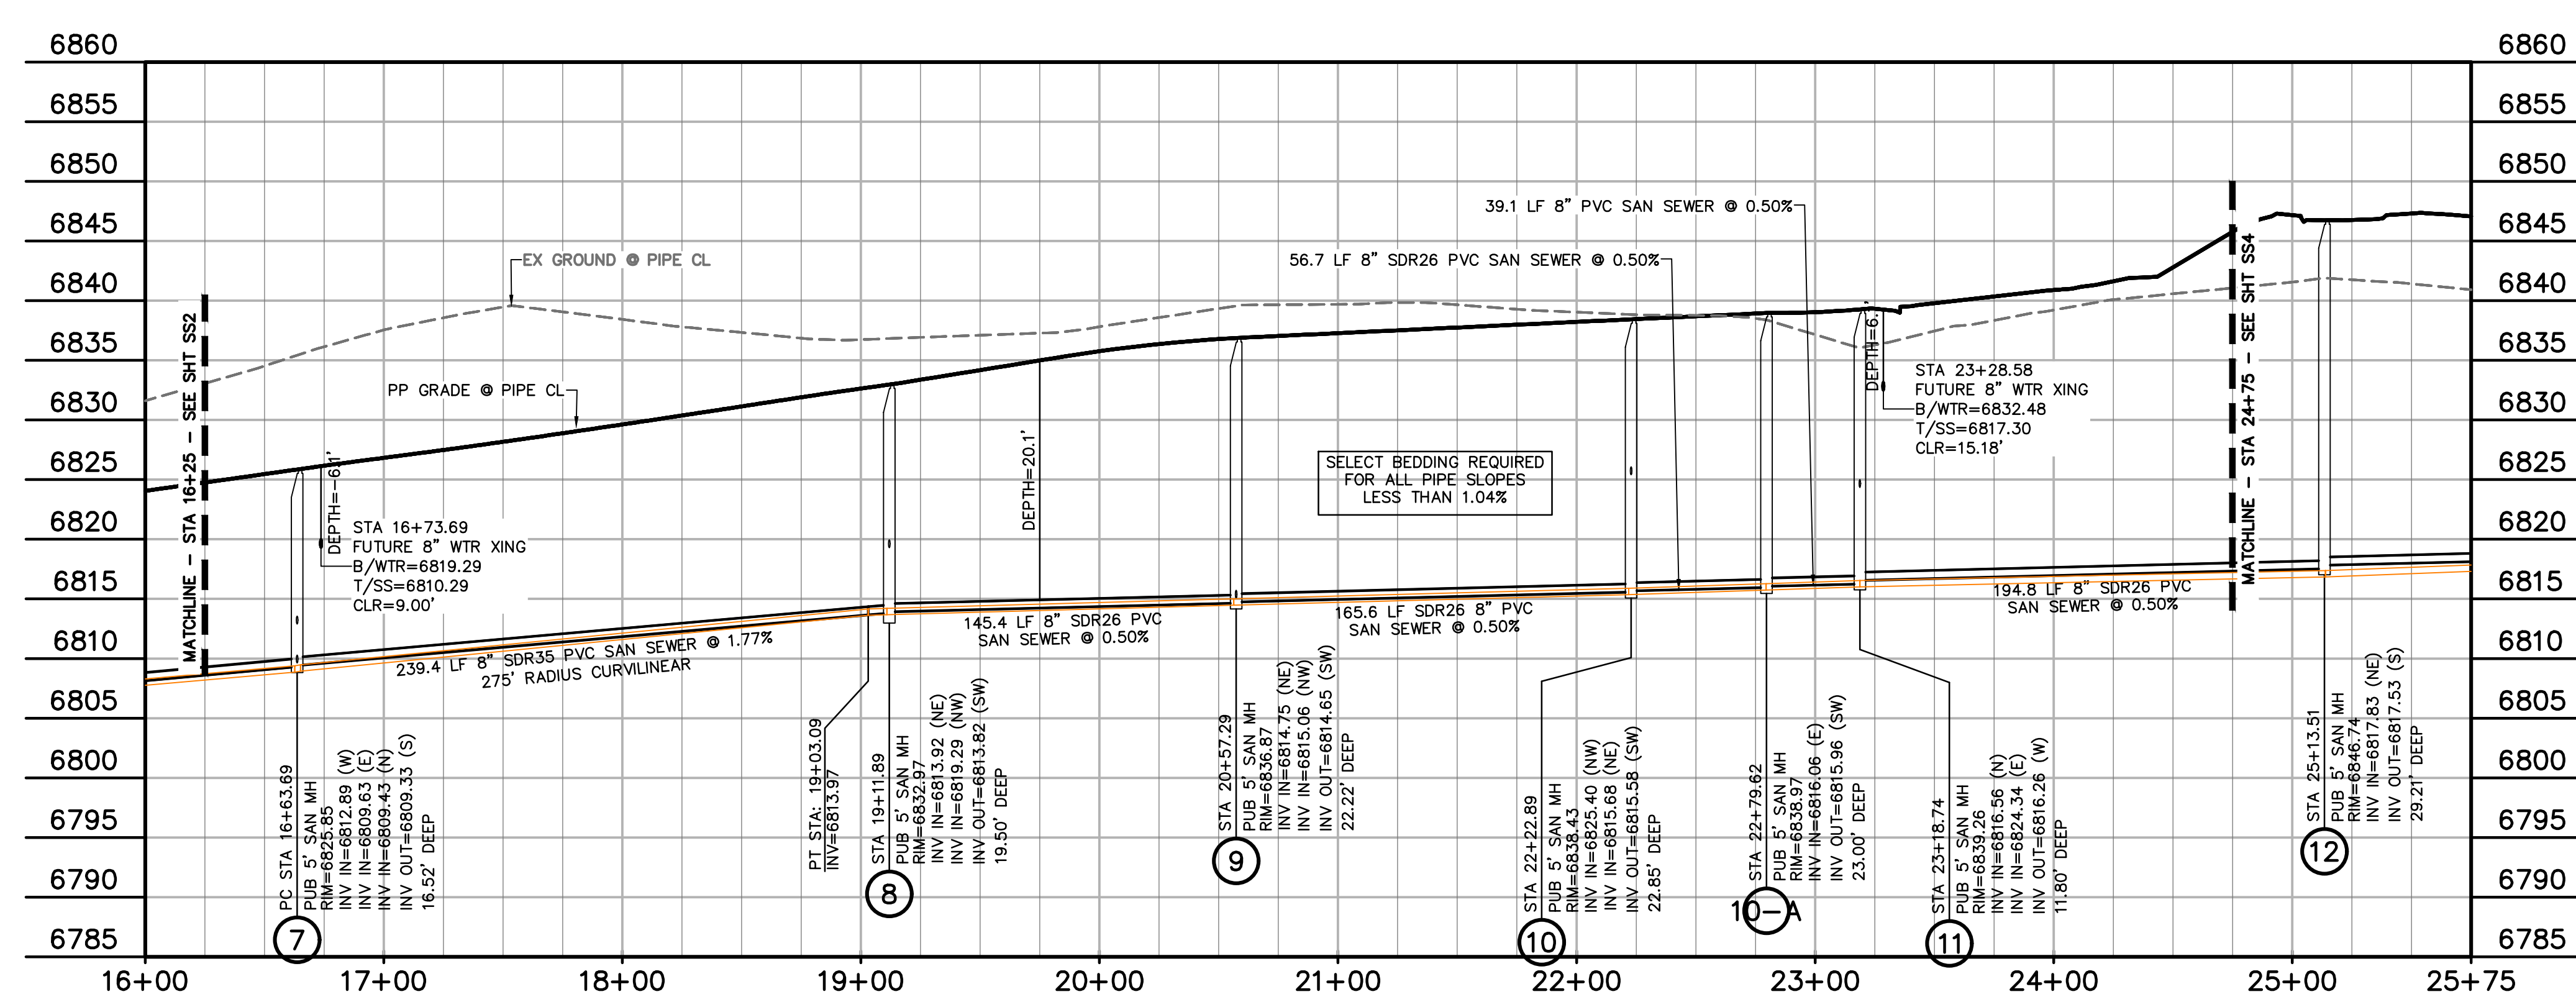 6860
6855
6850
6845
6840
6835
6830
6825
6820
6815
6810
6805
6800
6795
6790
6785
6860
6855
6850
6845
6840
6835
6830
6825
6820
6815
6810
6805
6800
6795
6790
6785
16+00
17+00
18+00
19+00
20+00
21+00
22+00
23+00
24+00
25+00
25+75
MATCHLINE - STA 16+25 - SEE SHT SS2
EX GROUND @ PIPE CL
PP GRADE @ PIPE CL
DEPTH=-6.1'
STA 16+73.69
FUTURE 8" WTR XING
B/WTR=6819.29
T/SS=6810.29
CLR=9.00'
239.4 LF 8" SDR35 PVC SAN SEWER @ 1.77%
275' RADIUS CURVILINEAR
DEPTH=20.1'
145.4 LF 8" SDR26 PVC
SAN SEWER @ 0.50%
SELECT BEDDING REQUIRED
FOR ALL PIPE SLOPES
LESS THAN 1.04%
165.6 LF SDR26 8" PVC
SAN SEWER @ 0.50%
39.1 LF 8" PVC SAN SEWER @ 0.50%
56.7 LF 8" SDR26 PVC SAN SEWER @ 0.50%
STA 23+28.58
FUTURE 8" WTR XING
B/WTR=6832.48
T/SS=6817.30
CLR=15.18'
194.8 LF 8" SDR26 PVC
SAN SEWER @ 0.50%
MATCHLINE - STA 24+75 - SEE SHT SS4
PC STA 16+63.69
PUB 5' SAN MH
RIM=6825.85
INV IN=6812.89 (W)
INV IN=6809.63 (E)
INV IN=6809.43 (N)
INV OUT=6809.33 (S)
16.52' DEEP
7
PT STA: 19+03.09
INV=6813.97
STA 19+11.89
PUB 5' SAN MH
RIM=6832.97
INV IN=6813.92 (NE)
INV IN=6819.29 (NW)
INV OUT=6813.82 (SW)
19.50' DEEP
8
STA 20+57.29
PUB 5' SAN MH
RIM=6836.87
INV IN=6814.75 (NE)
INV IN=6815.06 (NW)
INV OUT=6814.65 (SW)
22.22' DEEP
9
STA 22+22.89
PUB 5' SAN MH
RIM=6838.43
INV IN=6825.40 (NW)
INV IN=6815.68 (NE)
INV OUT=6815.58 (SW)
22.85' DEEP
10
STA 22+79.62
PUB 5' SAN MH
RIM=6838.97
INV IN=6816.06 (E)
INV OUT=6815.96 (SW)
23.00' DEEP
10-A
STA 23+18.74
PUB 5' SAN MH
RIM=6839.26
INV IN=6816.56 (N)
INV IN=6824.34 (E)
INV OUT=6816.26 (W)
11.80' DEEP
11
STA 25+13.51
PUB 5' SAN MH
RIM=6846.74
INV IN=6817.83 (NE)
INV OUT=6817.53 (S)
29.21' DEEP
12